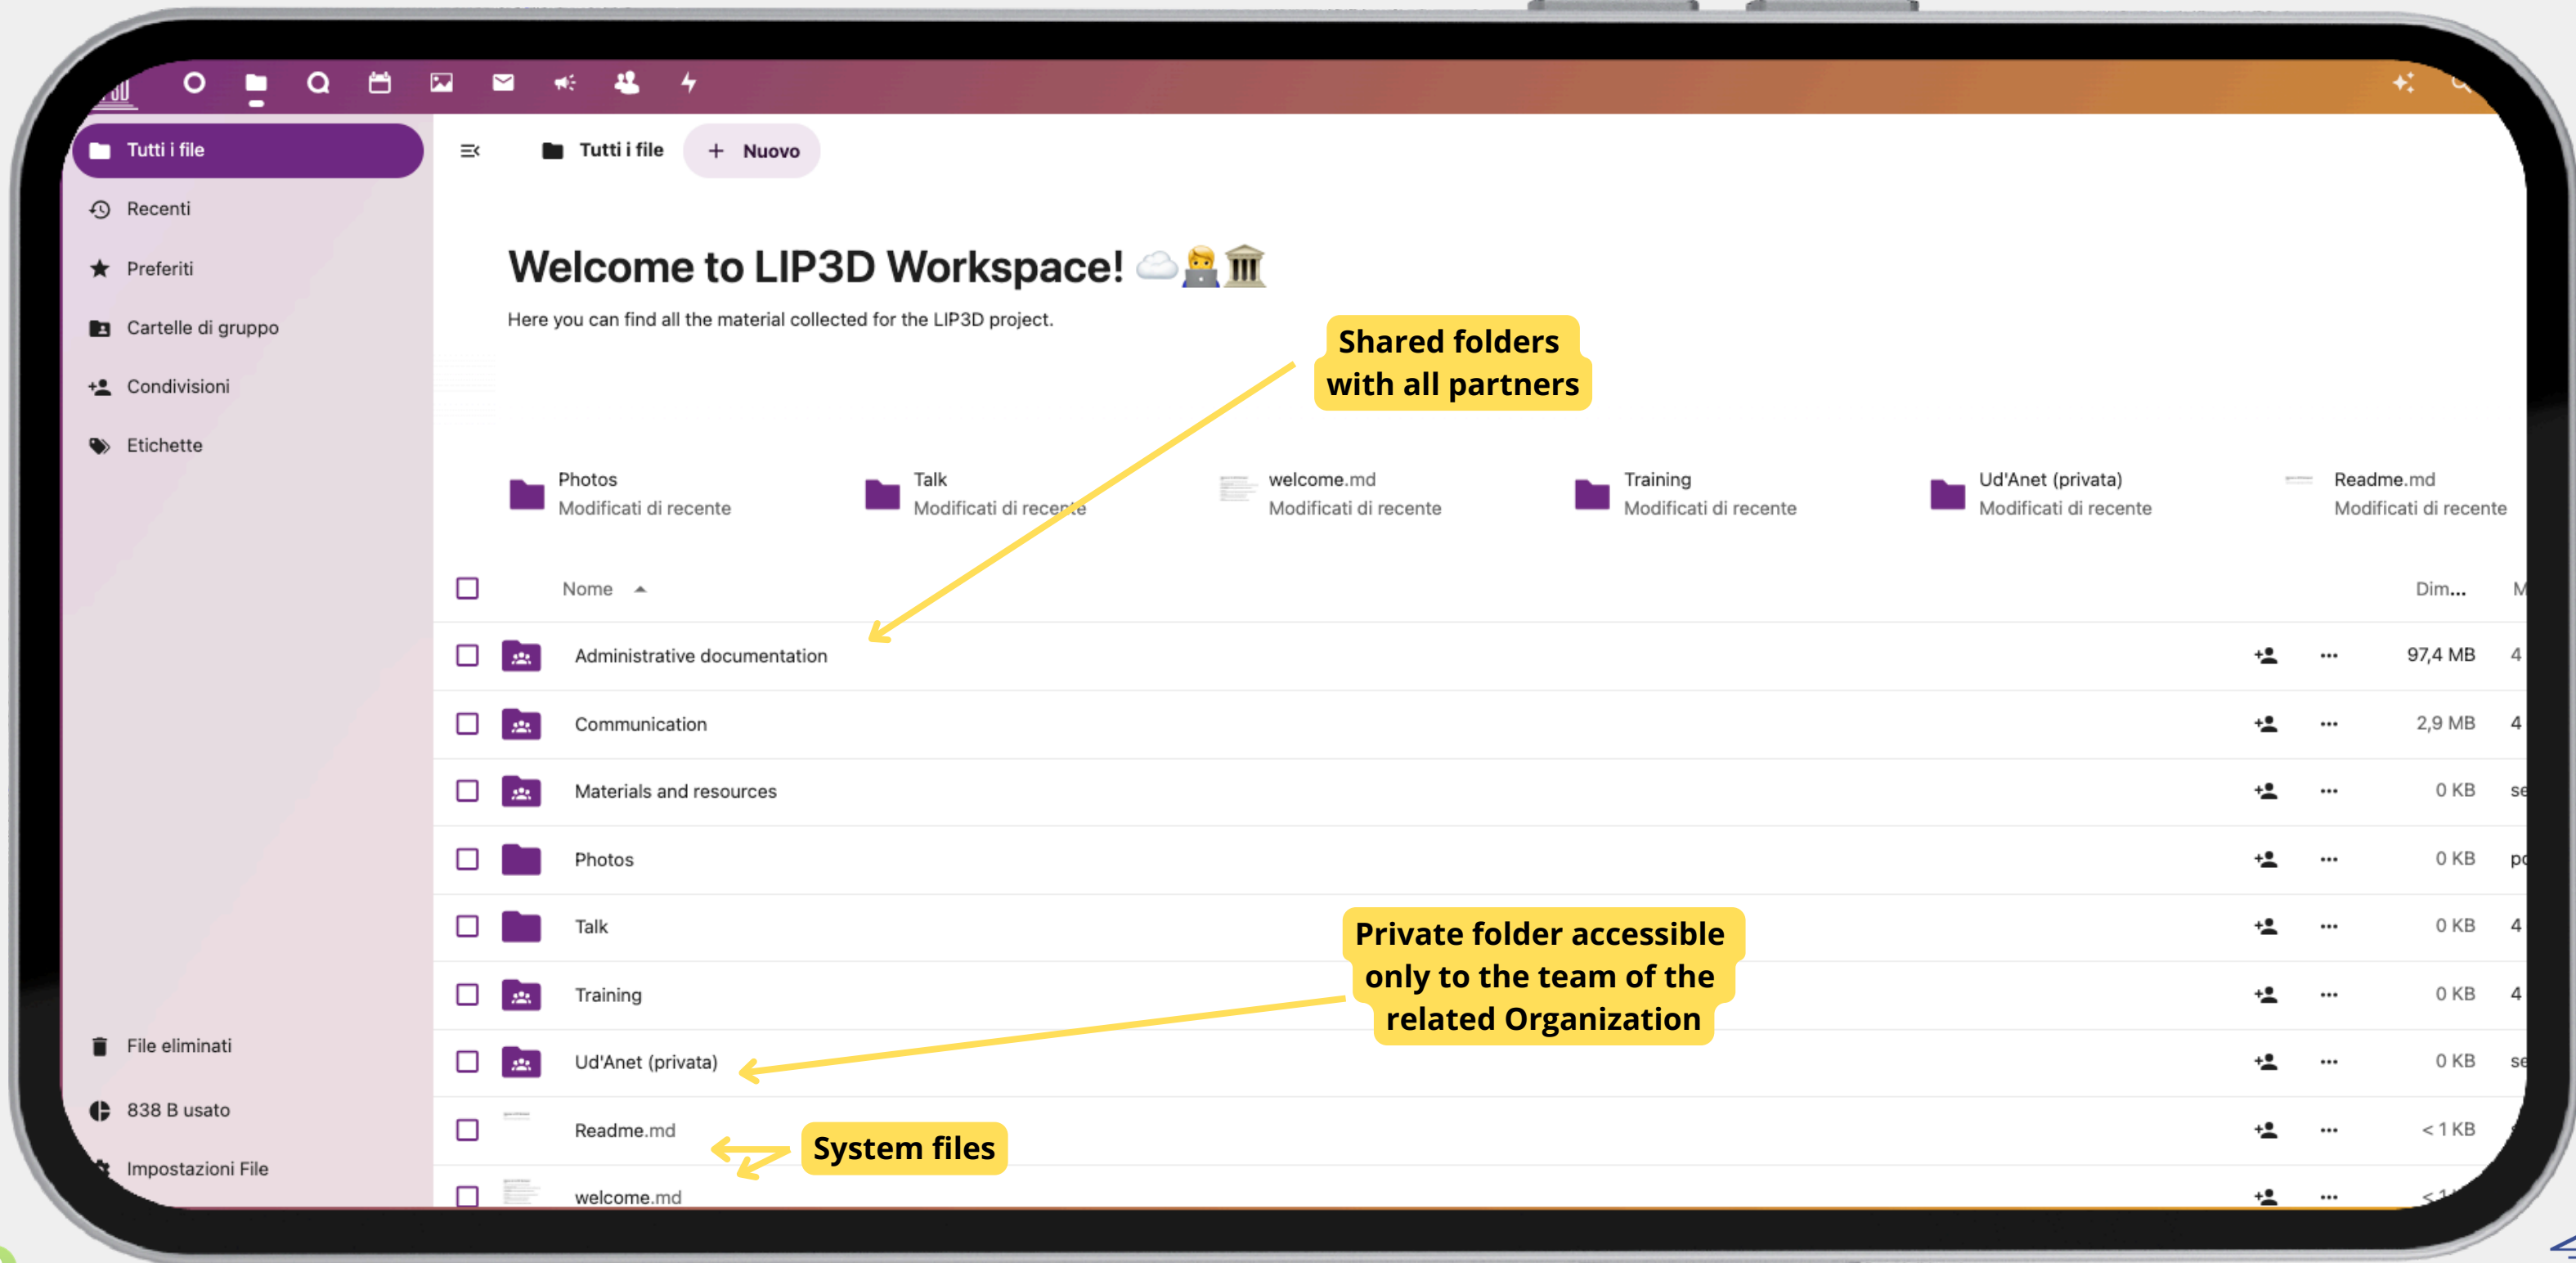 Tutti i file
Recenti
Preferiti
Cartelle di gruppo
Condivisioni
Etichette
File eliminati
838 B usato
Impostazioni File
Tutti i file
+ Nuovo
Welcome to LIP3D Workspace!
Here you can find all the material collected for the LIP3D project.
Shared folders
with all partners
Photos
Modificati di recente
Talk
Modificati di recente
welcome.md
Modificati di recente
Training
Modificati di recente
Ud'Anet (privata)
Modificati di recente
Readme.md
Modificati di recente
Nome Dim... M
Administrative documentation 97,4 MB 4
Communication 2,9 MB 4
Materials and resources 0 KB se
Photos 0 KB
Talk 0 KB 4
Private folder accessible
only to the team of the
related Organization
Training 0 KB 4
Ud'Anet (privata) 0 KB se
Readme.md < 1 KB
System files
welcome.md